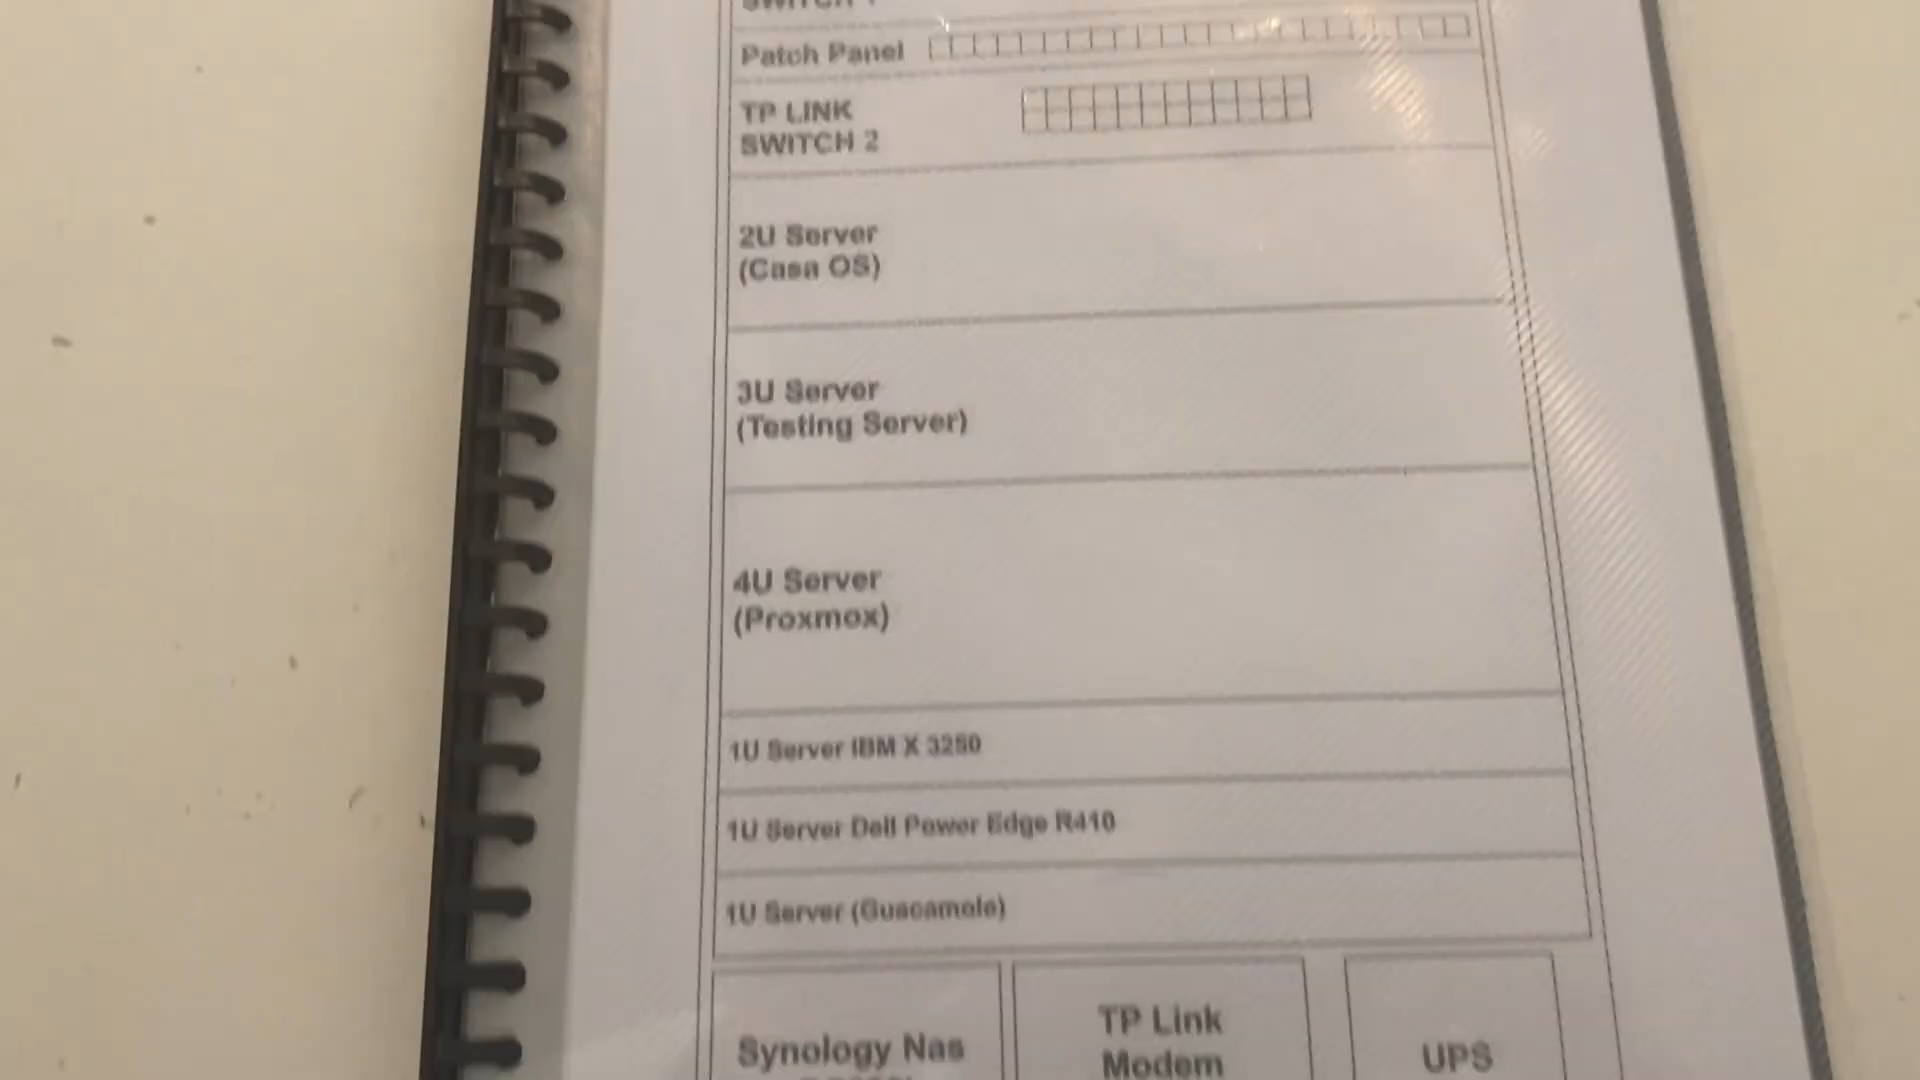 Patch Panel
TP LINK
SWITCH 2
2U Server
(Casa OS)
3U Server
(Testing Server)
4U Server
(Proxmox)
1U Server IBM X 3250
1U Server Dell Power Edge R410
1U Server (Guacamole)
Synology Nas
TP Link
Modem
UPS